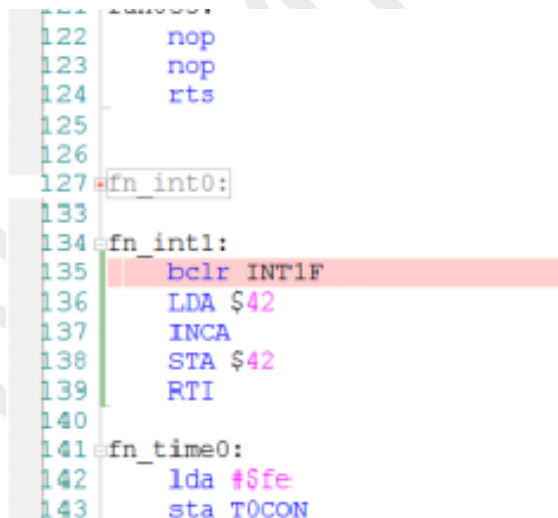 122 nop
123 nop
124 rts
125
126
127 fn_int0:
133
134 fn_int1:
135 bclr INT1F
136 LDA $42
137 INCA
138 STA $42
139 RTI
140
141 fn_time0:
142 lda #$fe
143 sta T0CON